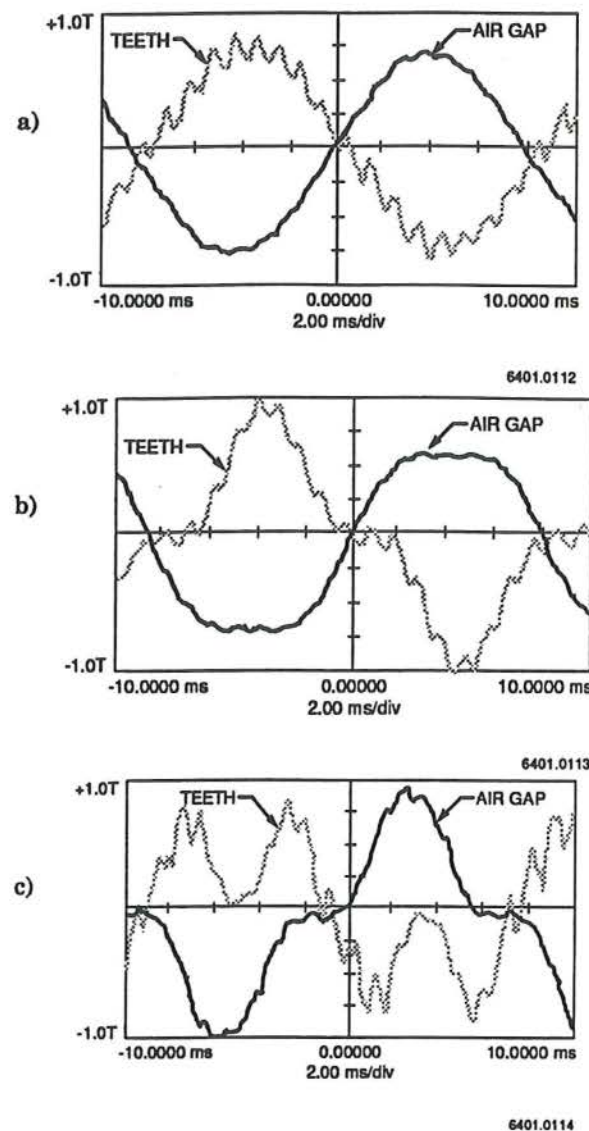 a)
+1.0T
TEETH
AIR GAP
-1.0T
-10.0000 ms
0.00000
10.0000 ms
2.00 ms/div
6401.0112
b)
+1.0T
TEETH
AIR GAP
-1.0T
-10.0000 ms
0.00000
10.0000 ms
2.00 ms/div
6401.0113
c)
+1.0T
TEETH
AIR GAP
-1.0T
-10.0000 ms
0.00000
10.0000 ms
2.00 ms/div
6401.0114